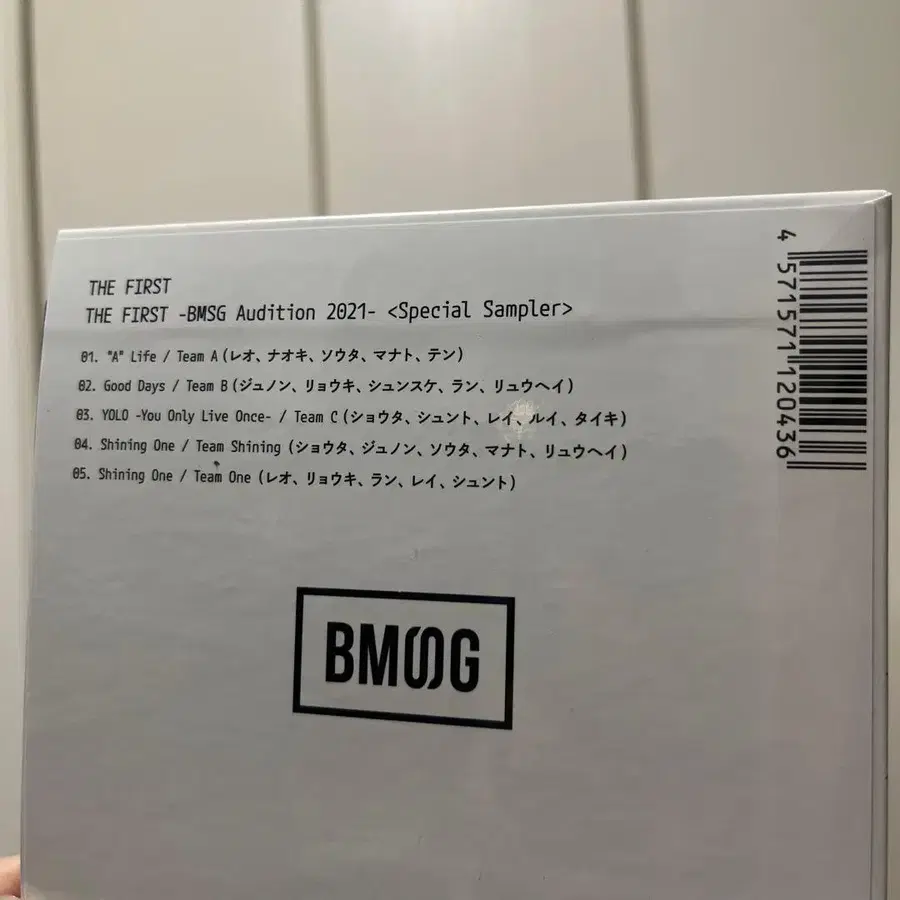 THE FIRST
THE FIRST -BMSG Audition 2021- <Special Sampler>
01. "A" Life / Team A (レオ、ナオキ、ソウタ、マナト、テン)
02. Good Days / Team B (ジュノン、リョウキ、シュンスケ、ラン、リュウヘイ)
03. YOLO -You Only Live Once- / Team C (ショウタ、シュント、レイ、ルイ、タイキ)
04. Shining One / Team Shining (ショウタ、ジュノン、ソウタ、マナト、リュウヘイ)
05. Shining One / Team One (レオ、リョウキ、ラン、レイ、シュント)
4 571571 120436
BMSG